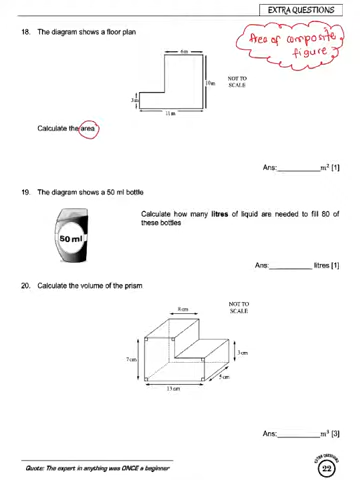 EXTRA QUESTIONS
18. The diagram shows a floor plan
Area of composite figure
6 m
NOT TO SCALE
10 m
11 m
Calculate the area
Ans:__________m² [1]
19. The diagram shows a 50 ml bottle
50 ml
Calculate how many litres of liquid are needed to fill 80 of
these bottles
Ans:__________ litres [1]
20. Calculate the volume of the prism
8 cm
NOT TO SCALE
7 cm
3 cm
5 cm
13 cm
Ans:__________m³ [3]
Quote: The expert in anything was ONCE a beginner
EXTRA QUESTIONS
22